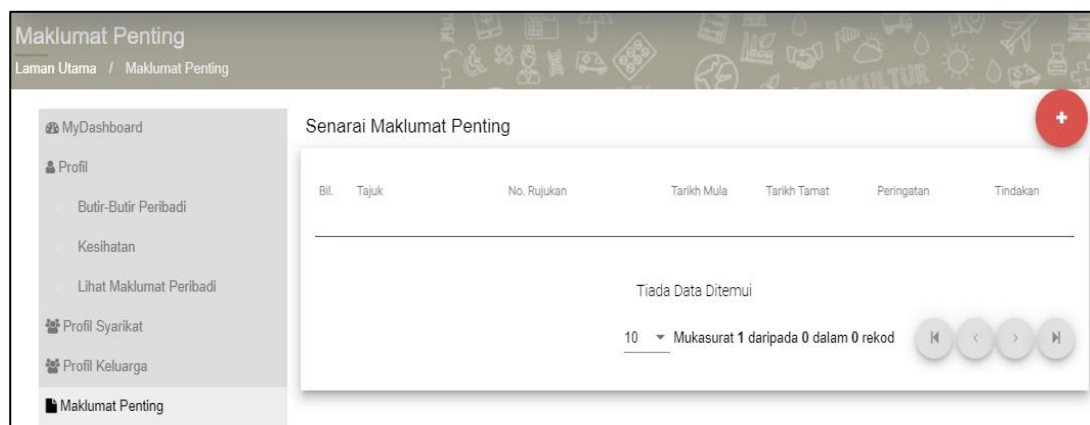 Maklumat Penting
Laman Utama / Maklumat Penting
AGRIKULTUR
MyDashboard
Profil
Butir-Butir Peribadi
Kesihatan
Lihat Maklumat Peribadi
Profil Syarikat
Profil Keluarga
Maklumat Penting
Senarai Maklumat Penting
+
Bil. Tajuk No. Rujukan Tarikh Mula Tarikh Tamat Peringatan Tindakan
Tiada Data Ditemui
10 Mukasurat 1 daripada 0 dalam 0 rekod